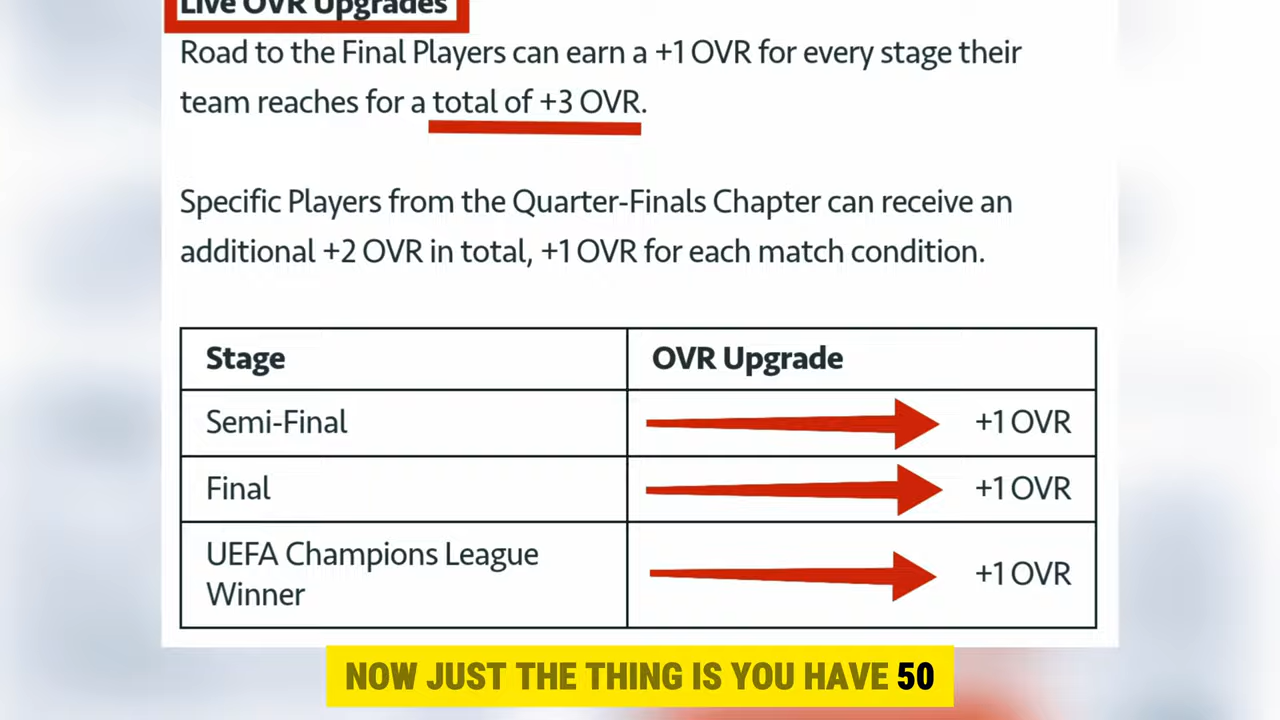 Live OVR Upgrades
Road to the Final Players can earn a +1 OVR for every stage their
team reaches for a total of +3 OVR.
Specific Players from the Quarter-Finals Chapter can receive an
additional +2 OVR in total, +1 OVR for each match condition.
Stage OVR Upgrade
Semi-Final +1 OVR
Final +1 OVR
UEFA Champions League
Winner +1 OVR
NOW JUST THE THING IS YOU HAVE 50